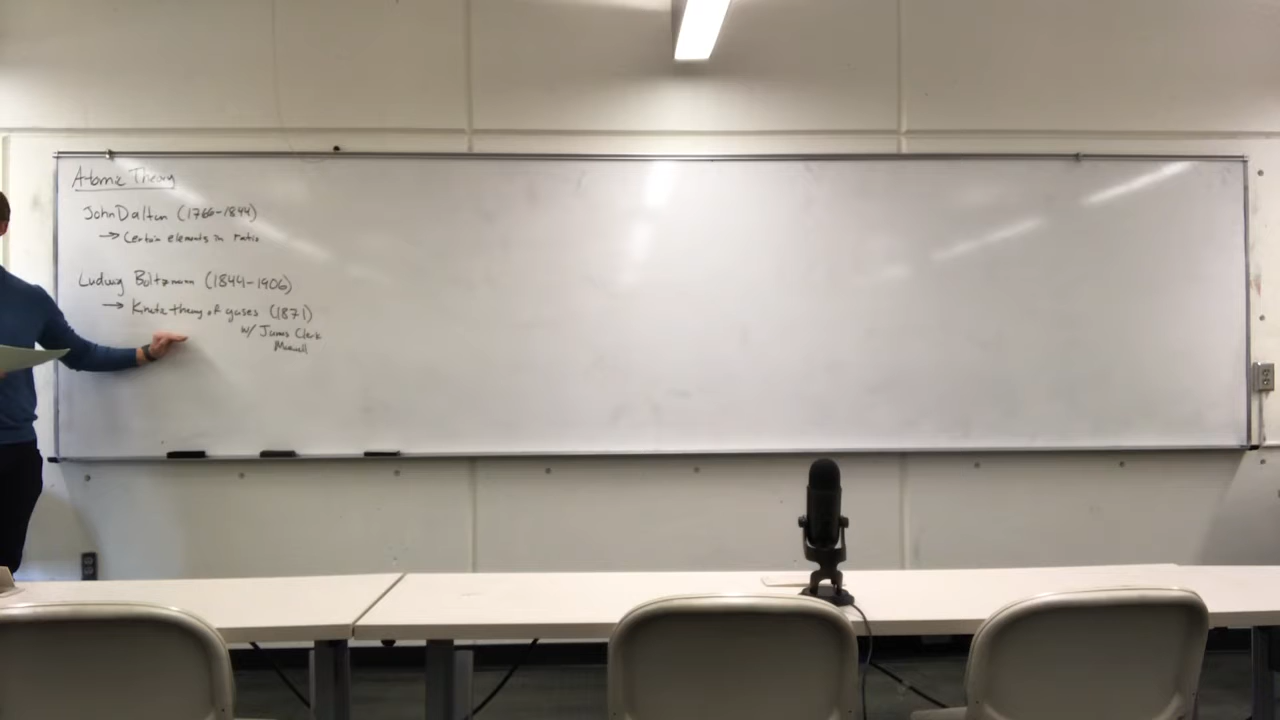 Atomic Theory
John Dalton (1766-1844)
→ Certain elements in ratio
Ludwig Boltzmann (1844-1906)
→ Kinetic theory of gases (1871)
w/ James Clerk
Maxwell